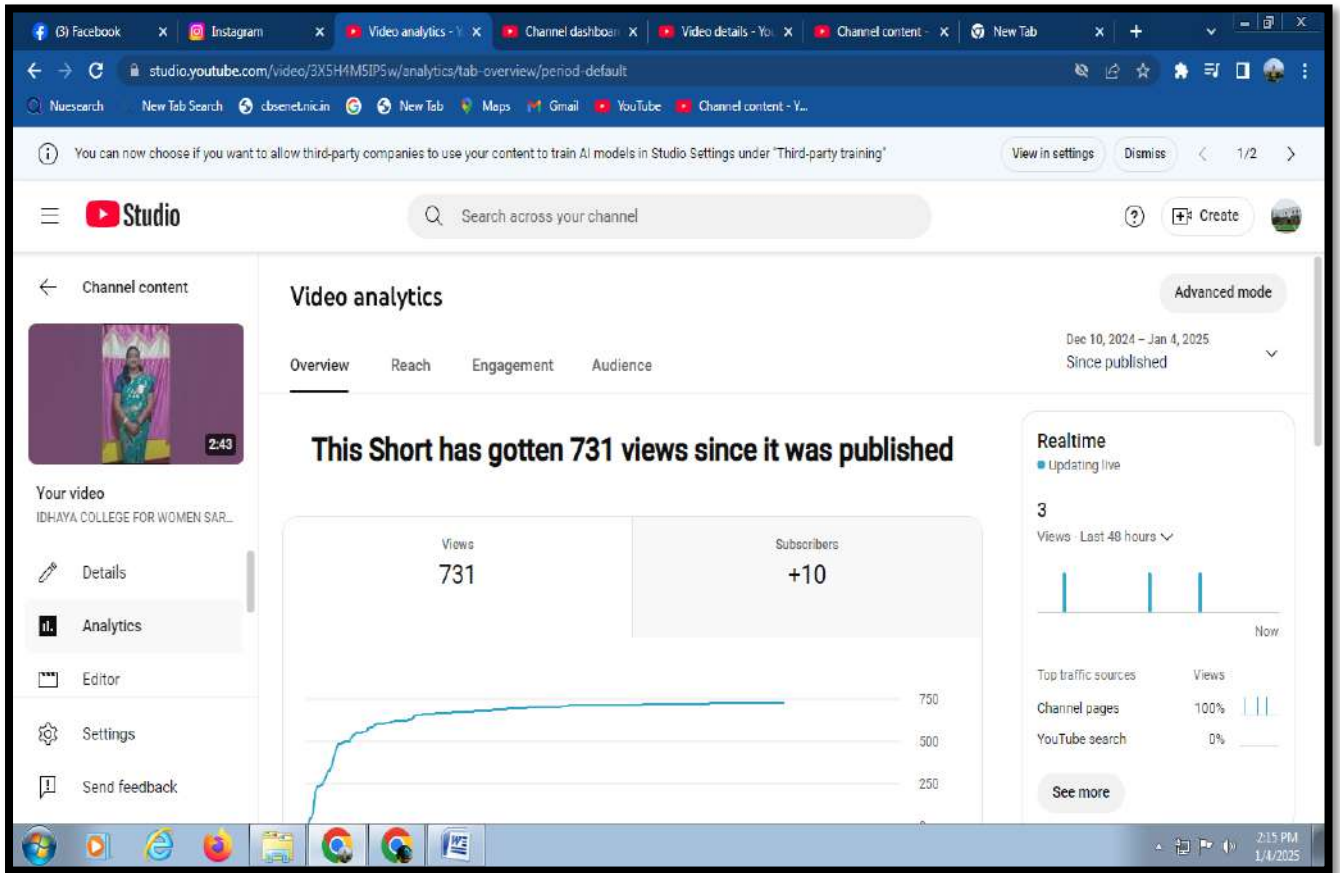 (3) Facebook
Instagram
Video analytics - Y
Channel dashboar
Video details - Yo
Channel content -
New Tab
studio.youtube.com/video/3X5H4M5IPSw/analytics/tab-overview/period-default
Nuesearch
New Tab Search
cbsenet.nic.in
New Tab
Maps
Gmail
YouTube
Channel content - Y...
You can now choose if you want to allow third-party companies to use your content to train AI models in Studio Settings under "Third-party training"
View in settings
Dismiss
1/2
Studio
Search across your channel
Create
Channel content
Video analytics
Advanced mode
Dec 10, 2024 – Jan 4, 2025
Since published
Overview
Reach
Engagement
Audience
2:43
This Short has gotten 731 views since it was published
Your video
IDHAYA COLLEGE FOR WOMEN SAR...
Details
Analytics
Editor
Settings
Send feedback
Views
731
Subscribers
+10
750
500
250
Realtime
Updating live
3
Views · Last 48 hours
Now
Top traffic sources
Views
Channel pages
100%
YouTube search
0%
See more
2:15 PM
1/4/2025